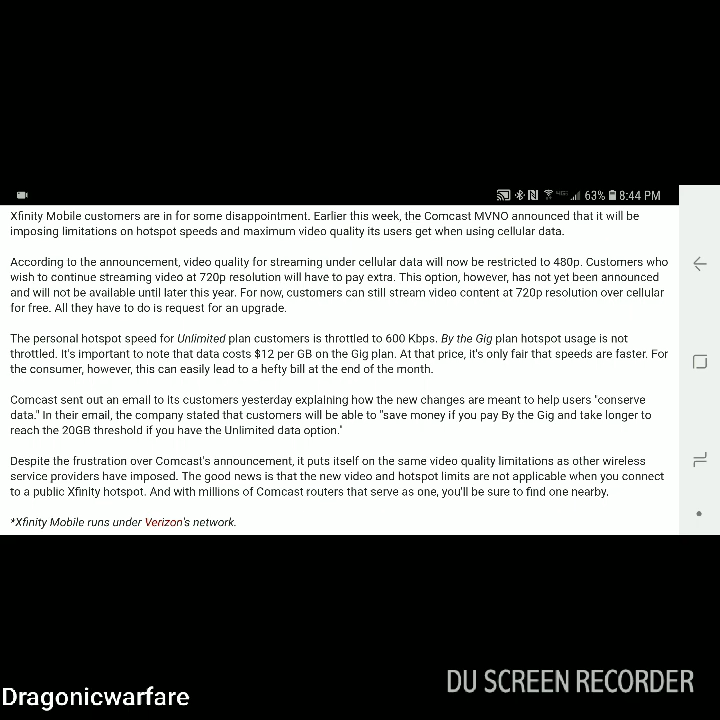 63% 8:44 PM
Xfinity Mobile customers are in for some disappointment. Earlier this week, the Comcast MVNO announced that it will be
imposing limitations on hotspot speeds and maximum video quality its users get when using cellular data.
According to the announcement, video quality for streaming under cellular data will now be restricted to 480p. Customers who
wish to continue streaming video at 720p resolution will have to pay extra. This option, however, has not yet been announced
and will not be available until later this year. For now, customers can still stream video content at 720p resolution over cellular
for free. All they have to do is request for an upgrade.
The personal hotspot speed for Unlimited plan customers is throttled to 600 Kbps. By the Gig plan hotspot usage is not
throttled. It's important to note that data costs $12 per GB on the Gig plan. At that price, it's only fair that speeds are faster. For
the consumer, however, this can easily lead to a hefty bill at the end of the month.
Comcast sent out an email to its customers yesterday explaining how the new changes are meant to help users "conserve
data." In their email, the company stated that customers will be able to "save money if you pay By the Gig and take longer to
reach the 20GB threshold if you have the Unlimited data option."
Despite the frustration over Comcast's announcement, it puts itself on the same video quality limitations as other wireless
service providers have imposed. The good news is that the new video and hotspot limits are not applicable when you connect
to a public Xfinity hotspot. And with millions of Comcast routers that serve as one, you'll be sure to find one nearby.
*Xfinity Mobile runs under Verizon's network.
DU SCREEN RECORDER
Dragonicwarfare